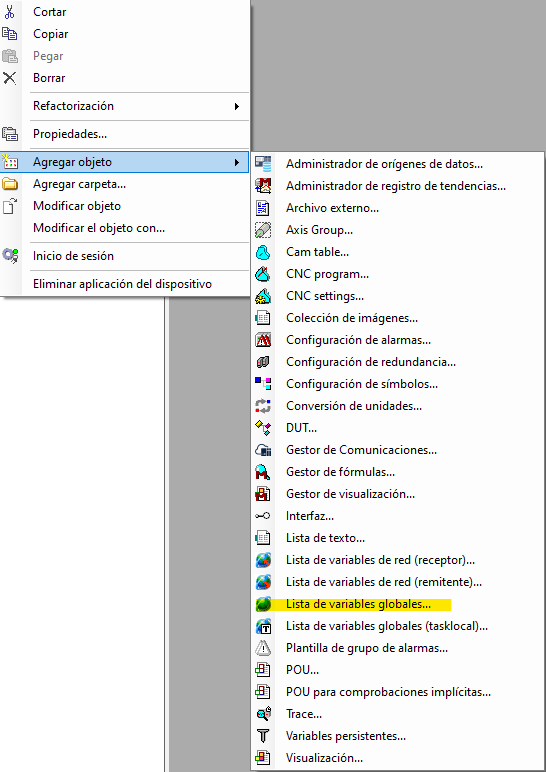 Cortar
Copiar
Pegar
Borrar
Refactorización
Propiedades...
Agregar objeto
Agregar carpeta...
Modificar objeto
Modificar el objeto con...
Inicio de sesión
Eliminar aplicación del dispositivo
Administrador de orígenes de datos...
Administrador de registro de tendencias...
Archivo externo...
Axis Group...
Cam table...
CNC program...
CNC settings...
Colección de imágenes...
Configuración de alarmas...
Configuración de redundancia...
Configuración de símbolos...
Conversión de unidades...
DUT...
Gestor de Comunicaciones...
Gestor de fórmulas...
Gestor de visualización...
Interfaz...
Lista de texto...
Lista de variables de red (receptor)...
Lista de variables de red (remitente)...
Lista de variables globales...
Lista de variables globales (tasklocal)...
Plantilla de grupo de alarmas...
POU...
POU para comprobaciones implícitas...
Trace...
Variables persistentes...
Visualización...